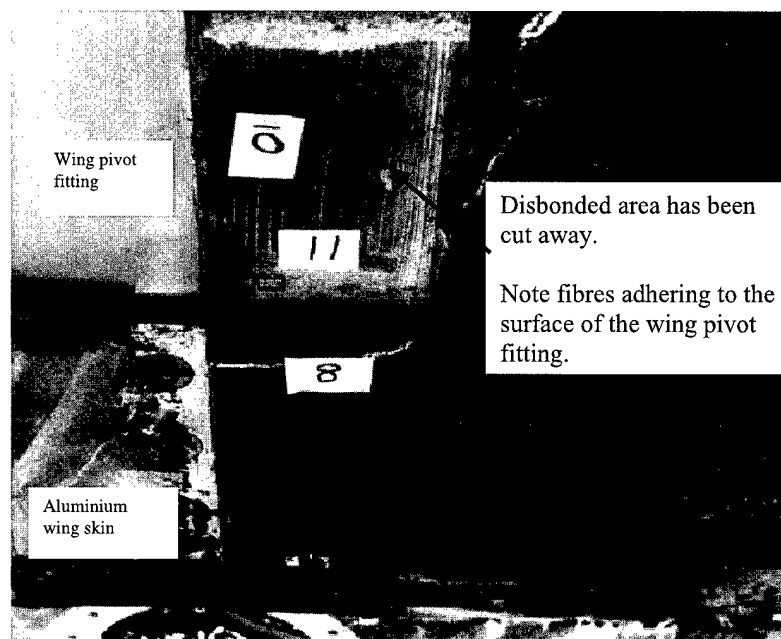 Wing pivot
fitting
10
11
Disbonded area has been
cut away.
Note fibres adhering to the
surface of the wing pivot
fitting.
8
Aluminium
wing skin